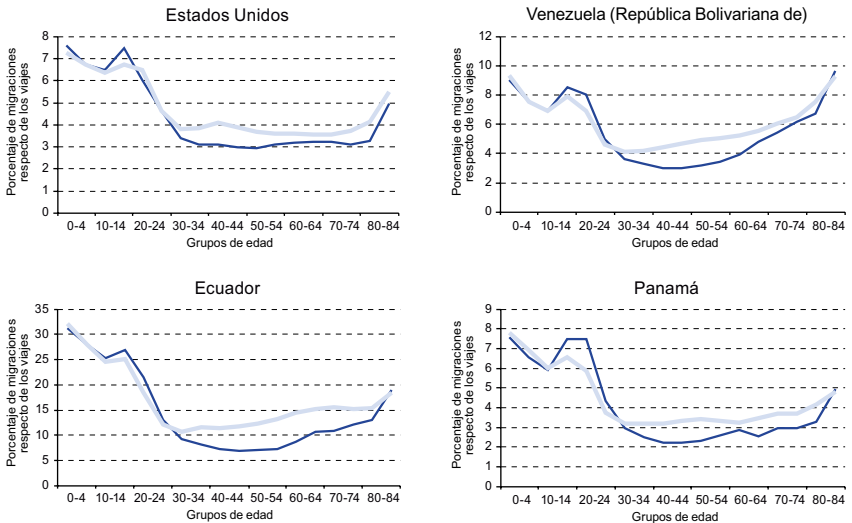 Estados Unidos
Porcentaje de migraciones
respecto de los viajes
8
7
6
5
4
3
2
1
0
0-4 10-14 20-24 30-34 40-44 50-54 60-64 70-74 80-84
Grupos de edad
Venezuela (República Bolivariana de)
Porcentaje de migraciones
respecto de los viajes
12
10
8
6
4
2
0
0-4 10-14 20-24 30-34 40-44 50-54 60-64 70-74 80-84
Grupos de edad
Ecuador
Porcentaje de migraciones
respecto de los viajes
35
30
25
20
15
10
5
0
0-4 10-14 20-24 30-34 40-44 50-54 60-64 70-74 80-84
Grupos de edad
Panamá
Porcentaje de migraciones
respecto de los viajes
9
8
7
6
5
4
3
2
1
0
0-4 10-14 20-24 30-34 40-44 50-54 60-64 70-74 80-84
Grupos de edad